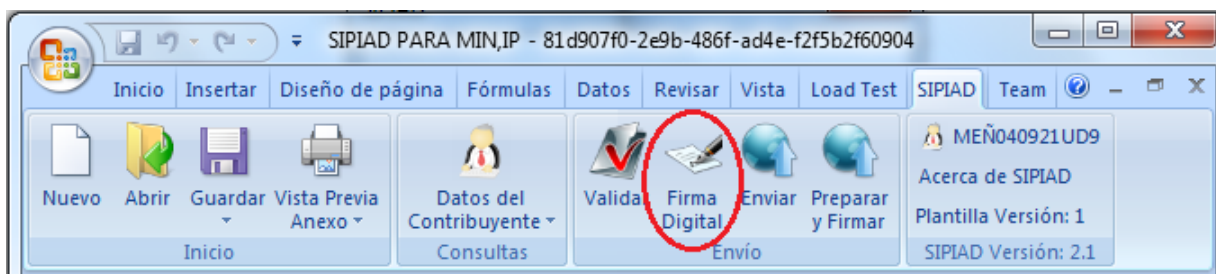 SIPIAD PARA MIN,IP - 81d907f0-2e9b-486f-ad4e-f2f5b2f60904
Inicio Insertar Diseño de página Fórmulas Datos Revisar Vista Load Test SIPIAD Team
Nuevo Abrir Guardar Vista Previa Anexo
Datos del Contribuyente
Valida Firma Digital Enviar Preparar y Firmar
MEÑ040921UD9
Acerca de SIPIAD
Plantilla Versión: 1
Inicio Consultas Envío SIPIAD Versión: 2.1